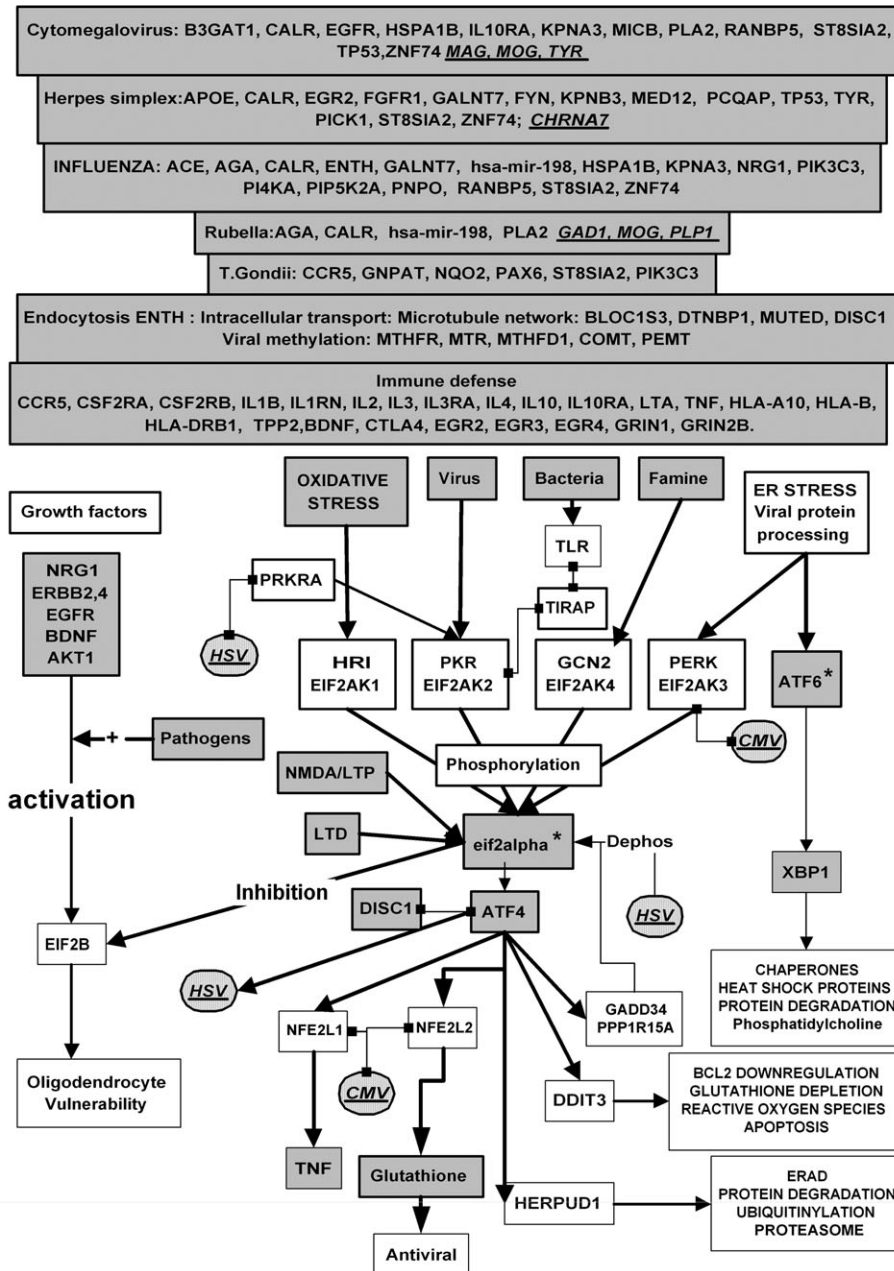 Cytomegalovirus: B3GAT1, CALR, EGFR, HSPA1B, IL10RA, KPNA3, MICB, PLA2, RANBP5, ST8SIA2,
TP53,ZNF74 MAG, MOG, TYR
Herpes simplex:APOE, CALR, EGR2, FGFR1, GALNT7, FYN, KPNB3, MED12, PCQAP, TP53, TYR,
PICK1, ST8SIA2, ZNF74; CHRNA7
INFLUENZA: ACE, AGA, CALR, ENTH, GALNT7, hsa-mir-198, HSPA1B, KPNA3, NRG1, PIK3C3,
PI4KA, PIP5K2A, PNPO, RANBP5, ST8SIA2, ZNF74
Rubella:AGA, CALR, hsa-mir-198, PLA2 GAD1, MOG, PLP1
T.Gondii: CCR5, GNPAT, NQO2, PAX6, ST8SIA2, PIK3C3
Endocytosis ENTH : Intracellular transport: Microtubule network: BLOC1S3, DTNBP1, MUTED, DISC1
Viral methylation: MTHFR, MTR, MTHFD1, COMT, PEMT
Immune defense
CCR5, CSF2RA, CSF2RB, IL1B, IL1RN, IL2, IL3, IL3RA, IL4, IL10, IL10RA, LTA, TNF, HLA-A10, HLA-B,
HLA-DRB1, TPP2,BDNF, CTLA4, EGR2, EGR3, EGR4, GRIN1, GRIN2B.
OXIDATIVE
STRESS
Virus
Bacteria
Famine
ER STRESS
Viral protein
processing
Growth factors
TLR
NRG1
ERBB2,4
EGFR
BDNF
AKT1
PRKRA
TIRAP
HSV
HRI
EIF2AK1
PKR
EIF2AK2
GCN2
EIF2AK4
PERK
EIF2AK3
ATF6*
+
Pathogens
CMV
Phosphorylation
NMDA/LTP
activation
LTD
eif2alpha *
Dephos
XBP1
Inhibition
DISC1
ATF4
HSV
EIF2B
HSV
CHAPERONES
HEAT SHOCK PROTEINS
PROTEIN DEGRADATION
Phosphatidylcholine
NFE2L1
NFE2L2
GADD34
PPP1R15A
CMV
Oligodendrocyte
Vulnerability
DDIT3
BCL2 DOWNREGULATION
GLUTATHIONE DEPLETION
REACTIVE OXYGEN SPECIES
APOPTOSIS
TNF
Glutathione
HERPUD1
ERAD
PROTEIN DEGRADATION
UBIQUITINYLATION
PROTEASOME
Antiviral